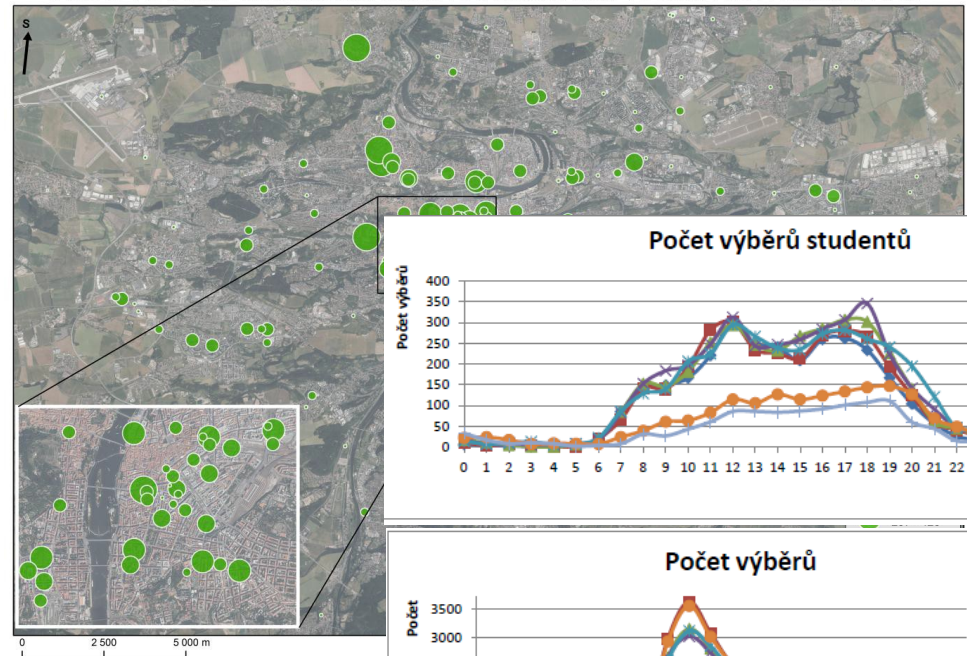 S
Počet výběrů studentů
Počet výběrů
400
350
300
250
200
150
100
50
0
0 1 2 3 4 5 6 7 8 9 10 11 12 13 14 15 16 17 18 19 20 21 22
Počet výběrů
Počet
3500
3000
0 2 500 5 000 m